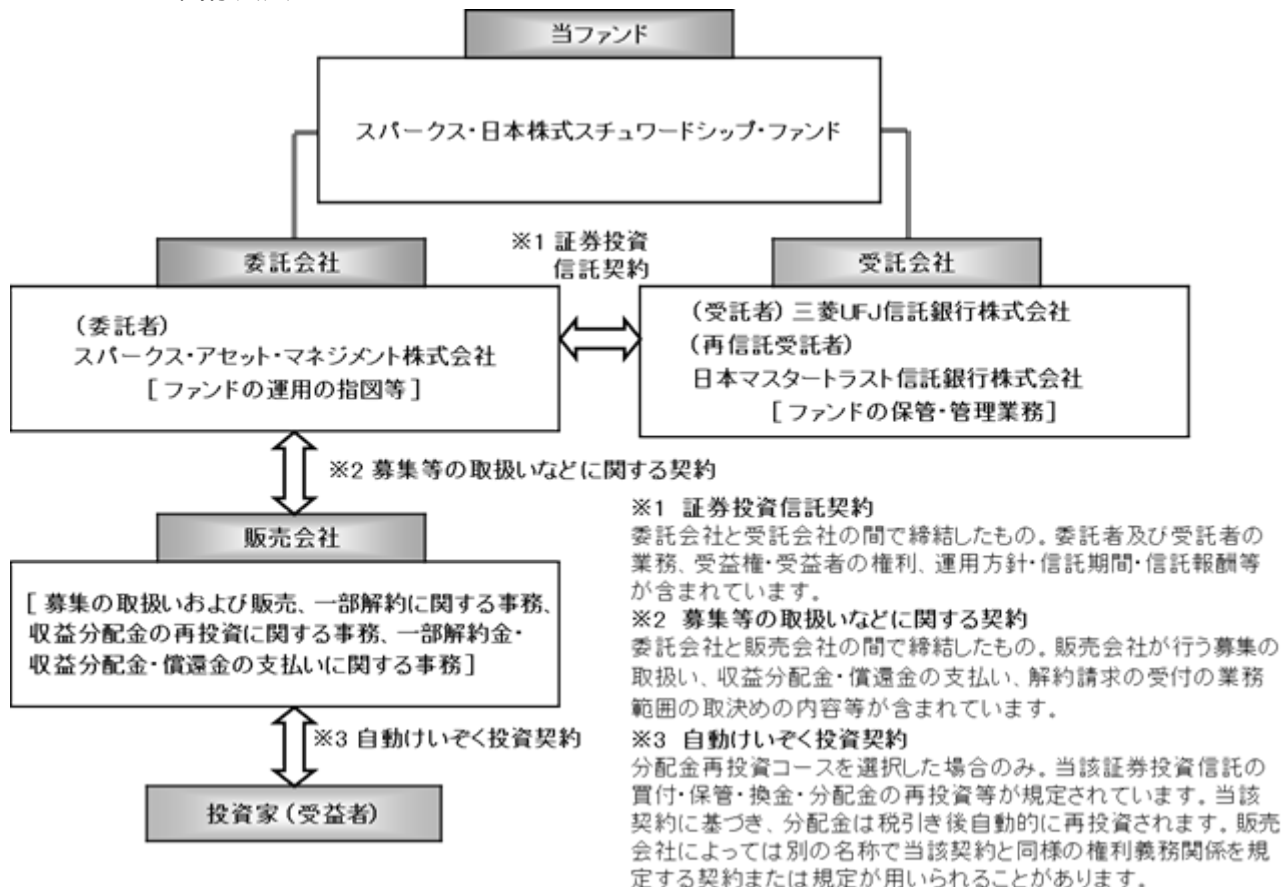 当ファンド
スパークス・日本株式スチュワードシップ・ファンド
委託会社
※1 証券投資
信託契約
受託会社
(委託者)
スパークス・アセット・マネジメント株式会社
[ファンドの運用の指図等]
(受託者) 三菱UFJ信託銀行株式会社
(再信託受託者)
日本マスタートラスト信託銀行株式会社
[ファンドの保管・管理業務]
※2 募集等の取扱いなどに関する契約
販売会社
[募集の取扱いおよび販売、一部解約に関する事務、
収益分配金の再投資に関する事務、一部解約金・
収益分配金・償還金の支払いに関する事務]
※3 自動けいぞく投資契約
投資家(受益者)
※1 証券投資信託契約
委託会社と受託会社の間で締結したもの。委託者及び受託者の
業務、受益権・受益者の権利、運用方針・信託期間・信託報酬等
が含まれています。
※2 募集等の取扱いなどに関する契約
委託会社と販売会社の間で締結したもの。販売会社が行う募集の
取扱い、収益分配金・償還金の支払い、解約請求の受付の業務
範囲の取決めの内容等が含まれています。
※3 自動けいぞく投資契約
分配金再投資コースを選択した場合のみ。当該証券投資信託の
買付・保管・換金・分配金の再投資等が規定されています。当該
契約に基づき、分配金は税引き後自動的に再投資されます。販売
会社によっては別の名称で当該契約と同様の権利義務関係を規
定する契約または規定が用いられることがあります。